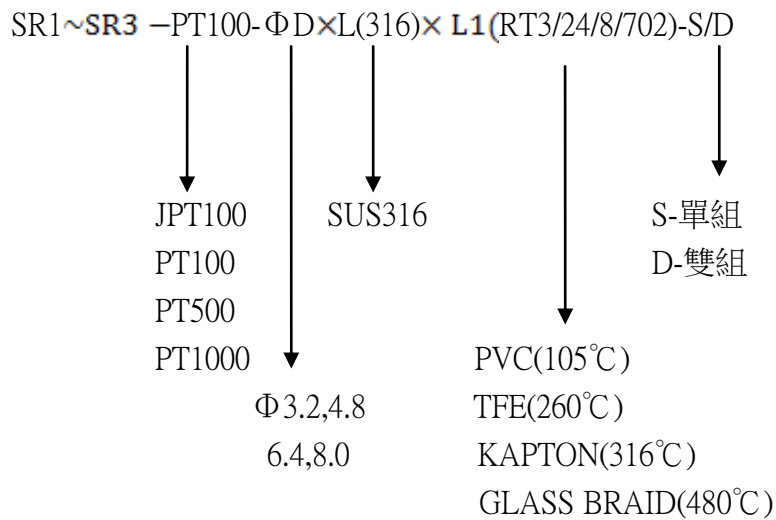 SR1~SR3 –PT100-ΦD×L(316)× L1(RT3/24/8/702)-S/D
JPT100 SUS316 S-單組
PT100 D-雙組
PT500
PT1000 PVC(105℃)
Φ3.2,4.8 TFE(260℃)
6.4,8.0 KAPTON(316℃)
GLASS BRAID(480℃)